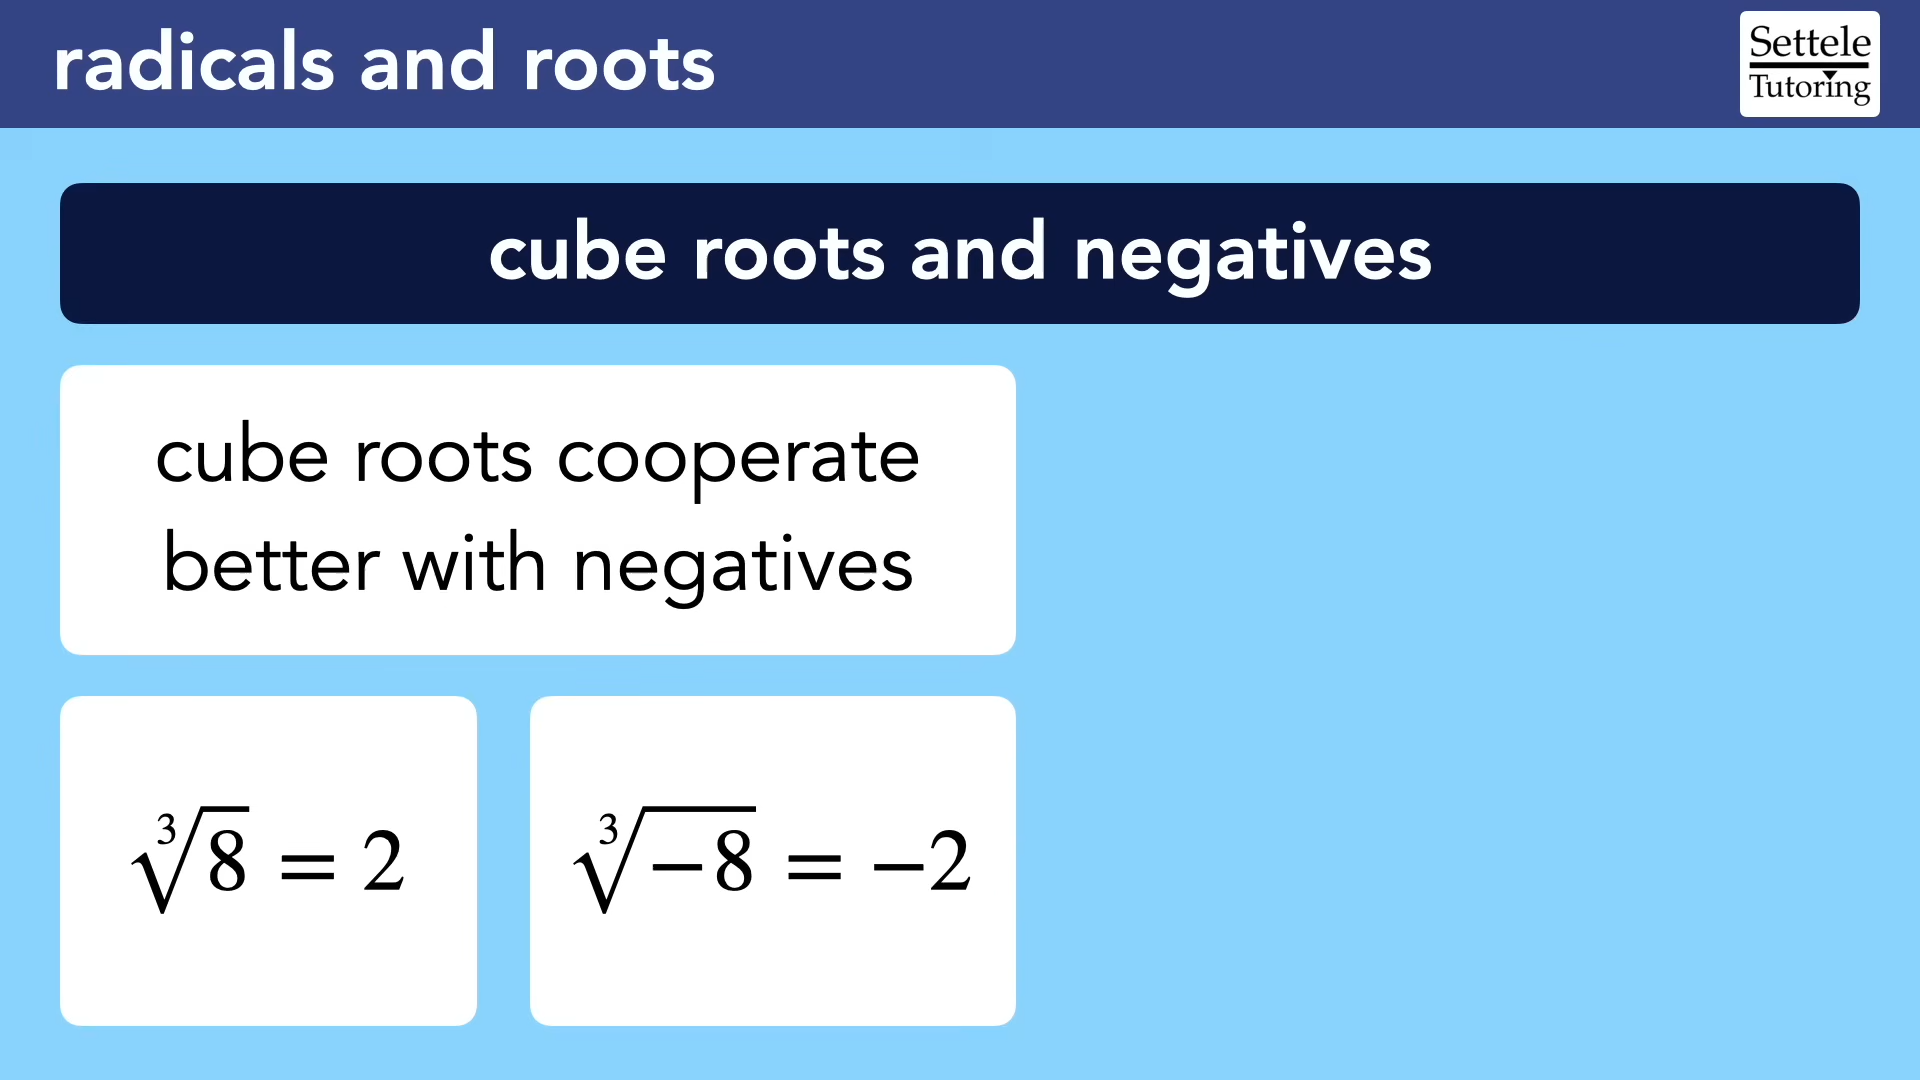 radicals and roots
Settele
Tutoring
cube roots and negatives
cube roots cooperate
better with negatives
∛8 = 2
∛−8 = −2